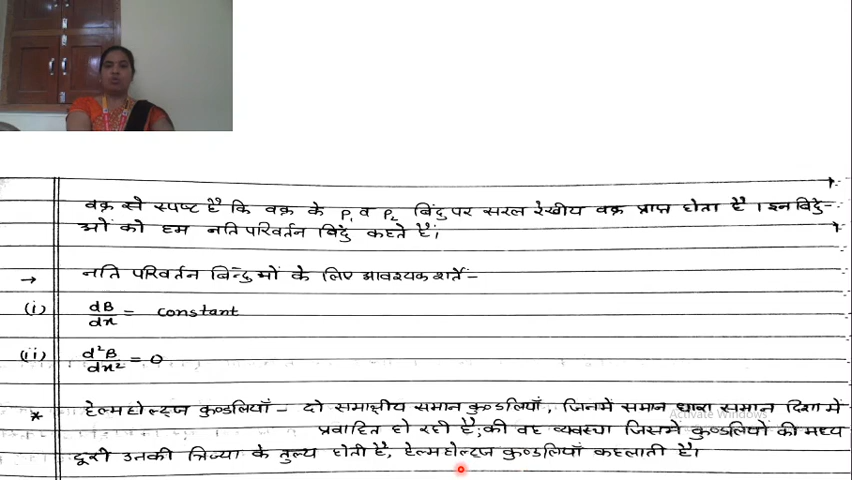 वक्र से स्पष्ट है कि वक्र के P₁ व P₂ बिंदु पर सरल रेखीय वक्र प्राप्त होता है। इन बिंदु-
ओं को हम नति परिवर्तन बिंदु कहते हैं।
→ नति परिवर्तन बिन्दुओं के लिए आवश्यक शर्तें-
(i) dB/dx = constant
(ii) d²B/dx² = 0
* हेल्महोल्ट्ज कुण्डलियाँ - दो समाक्षीय समान कुण्डलियाँ, जिनमें समान धारा समान दिशा में
प्रवाहित हो रही है, की वह व्यवस्था जिसमें कुण्डलियों की मध्य
दूरी उनकी त्रिज्या के तुल्य होती है, हेल्महोल्ट्ज कुण्डलियाँ कहलाती है।
Activate Windows